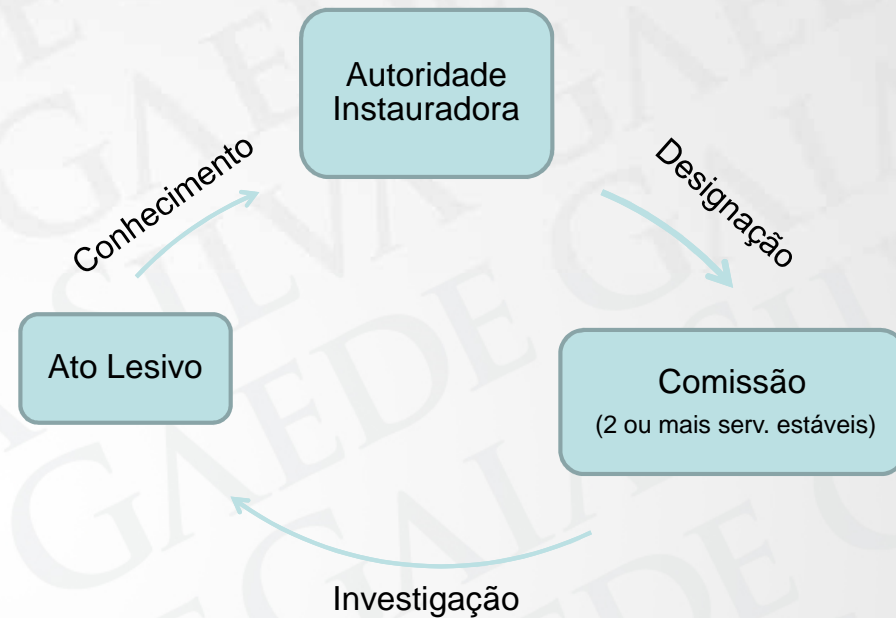 Autoridade
Instauradora
Conhecimento
Designação
Ato Lesivo
Comissão
(2 ou mais serv. estáveis)
Investigação